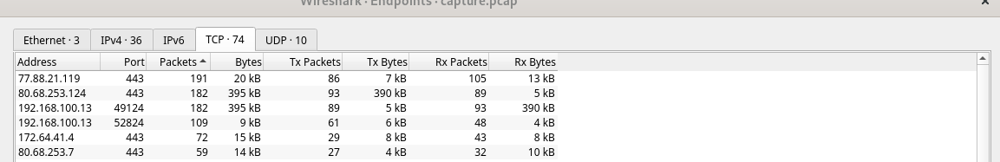 Wireshark · Endpoints · capture.pcap
Ethernet · 3 IPv4 · 36 IPv6 TCP · 74 UDP · 10
Address Port Packets Bytes Tx Packets Tx Bytes Rx Packets Rx Bytes
77.88.21.119 443 191 20 kB 86 7 kB 105 13 kB
80.68.253.124 443 182 395 kB 93 390 kB 89 5 kB
192.168.100.13 49124 182 395 kB 89 5 kB 93 390 kB
192.168.100.13 52824 109 9 kB 61 6 kB 48 4 kB
172.64.41.4 443 72 15 kB 29 8 kB 43 8 kB
80.68.253.7 443 59 14 kB 27 4 kB 32 10 kB